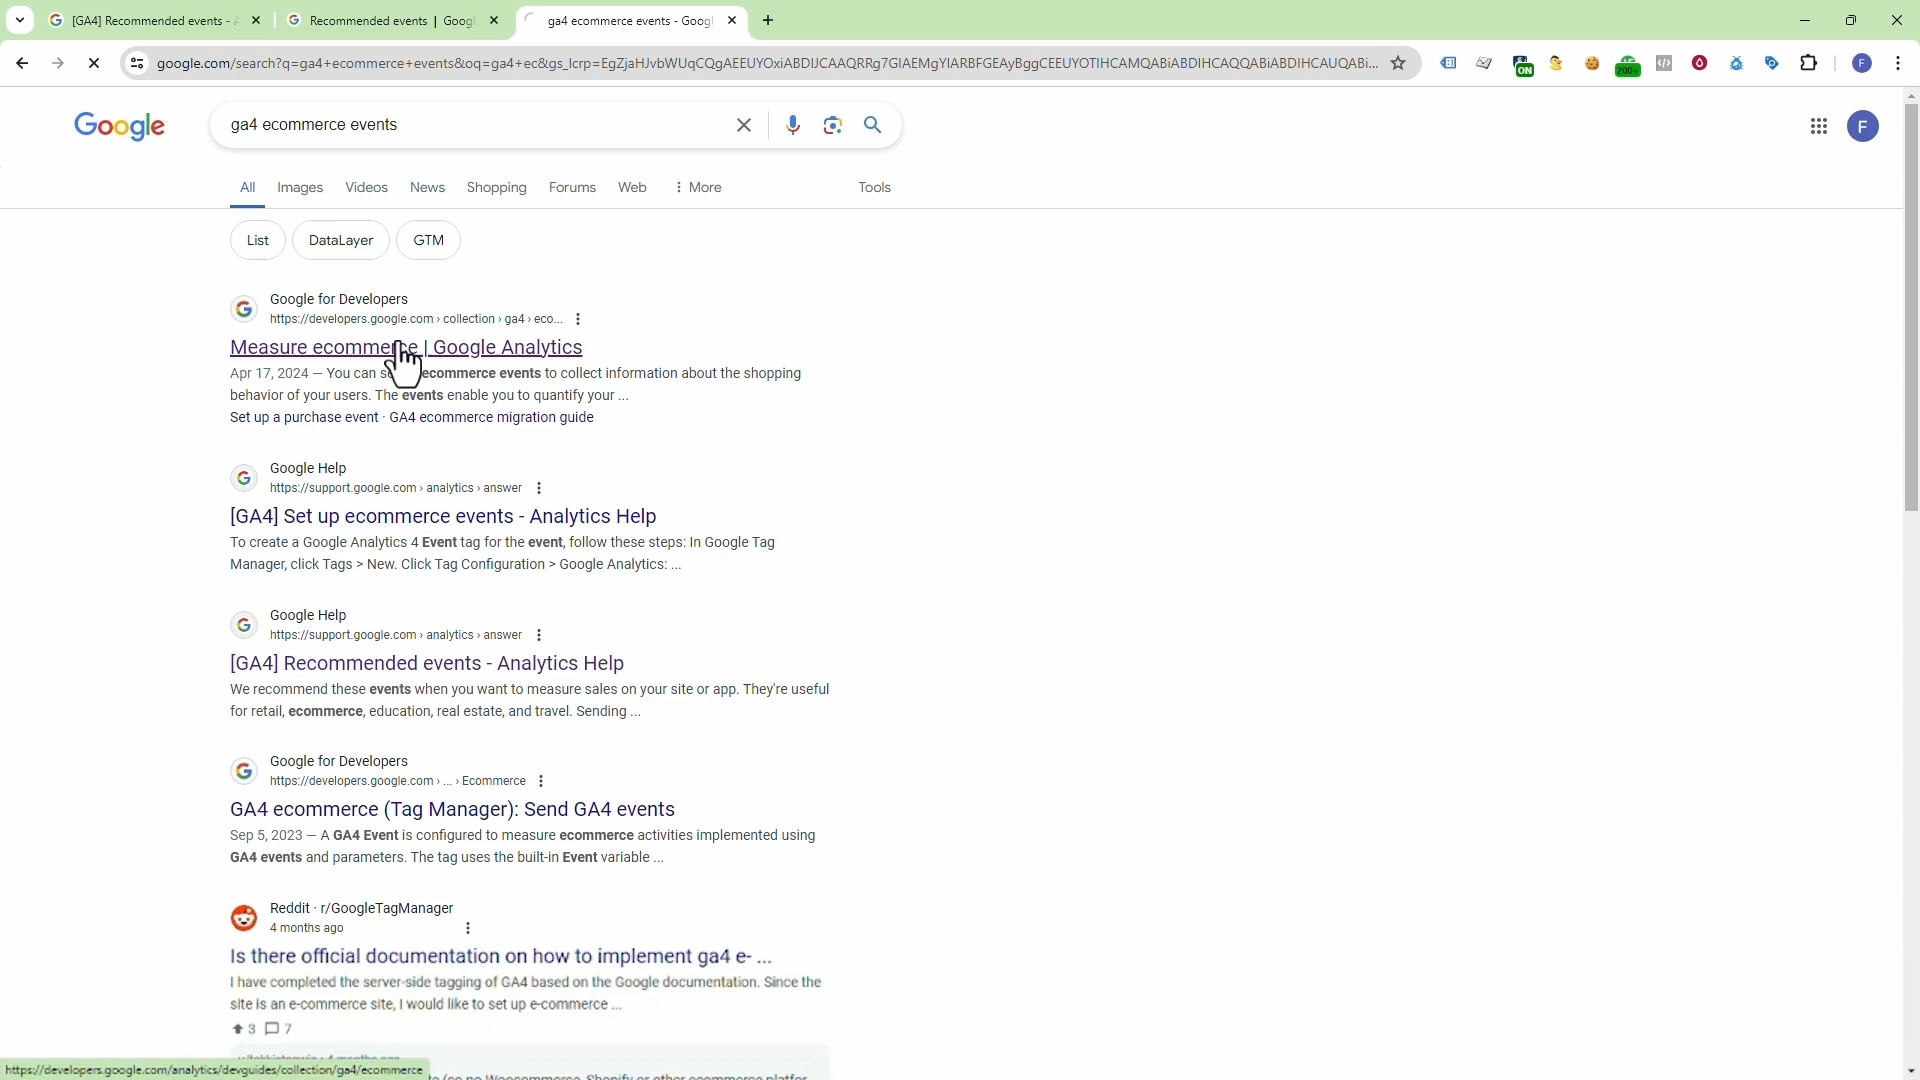 [GA4] Recommended events -
Recommended events | Goog
ga4 ecommerce events - Goog
google.com/search?q=ga4+ecommerce+events&oq=ga4+ec&gs_lcrp=EgZjaHJvbWUqCQgAEEUYOxiABDIJCAAQRRg7GIAEMgYIARBFGEAyBggCEEUYOTIHCAMQABiABDIHCAQQABiABDIHCAUQABi...
ON
200+
F
Google
ga4 ecommerce events
F
All Images Videos News Shopping Forums Web More Tools
List DataLayer GTM
Google for Developers
https://developers.google.com › collection › ga4 › eco...
Measure ecommerce | Google Analytics
Apr 17, 2024 — You can ecommerce events to collect information about the shopping
behavior of your users. The events enable you to quantify your ...
Set up a purchase event · GA4 ecommerce migration guide
Google Help
https://support.google.com › analytics › answer
[GA4] Set up ecommerce events - Analytics Help
To create a Google Analytics 4 Event tag for the event, follow these steps: In Google Tag
Manager, click Tags > New. Click Tag Configuration > Google Analytics: ...
Google Help
https://support.google.com › analytics › answer
[GA4] Recommended events - Analytics Help
We recommend these events when you want to measure sales on your site or app. They're useful
for retail, ecommerce, education, real estate, and travel. Sending ...
Google for Developers
https://developers.google.com › ... › Ecommerce
GA4 ecommerce (Tag Manager): Send GA4 events
Sep 5, 2023 — A GA4 Event is configured to measure ecommerce activities implemented using
GA4 events and parameters. The tag uses the built-in Event variable ...
Reddit · r/GoogleTagManager
4 months ago
Is there official documentation on how to implement ga4 e- ...
I have completed the server-side tagging of GA4 based on the Google documentation. Since the
site is an e-commerce site, I would like to set up e-commerce ...
3 7
https://developers.google.com/analytics/devguides/collection/ga4/ecommerce